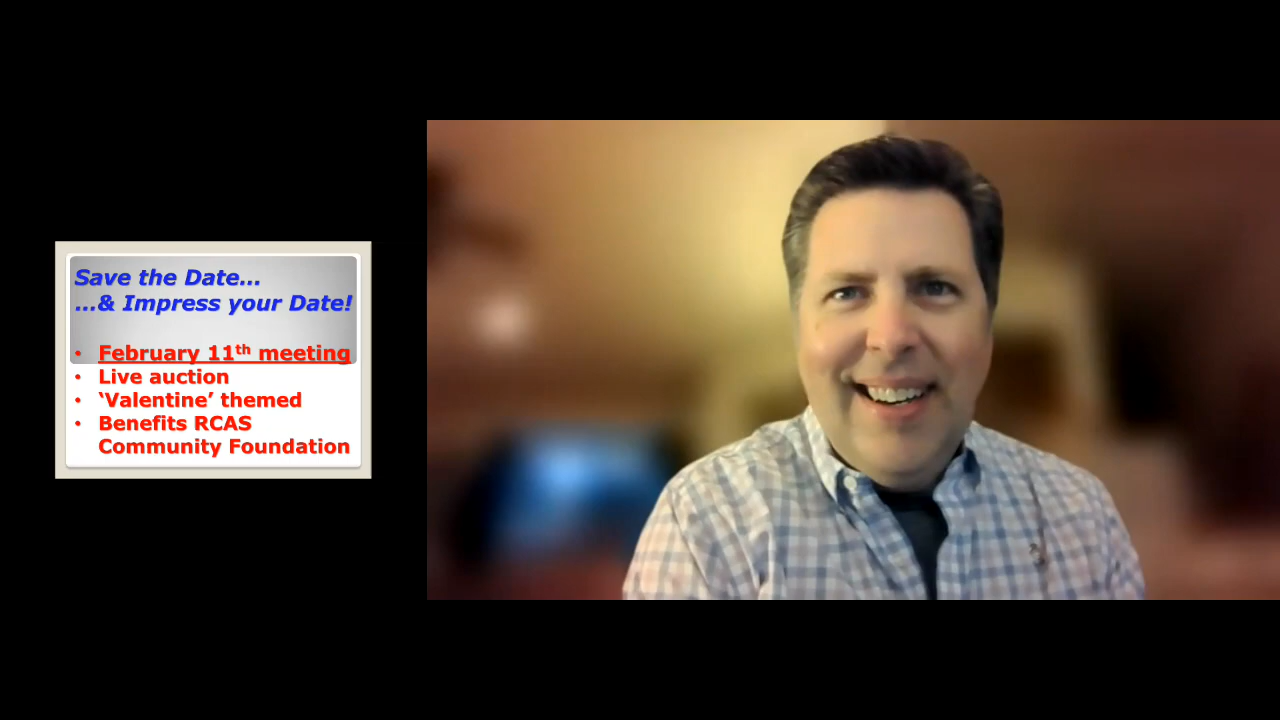 Save the Date...
...& Impress your Date!
• February 11th meeting
• Live auction
• ‘Valentine’ themed
• Benefits RCAS
Community Foundation